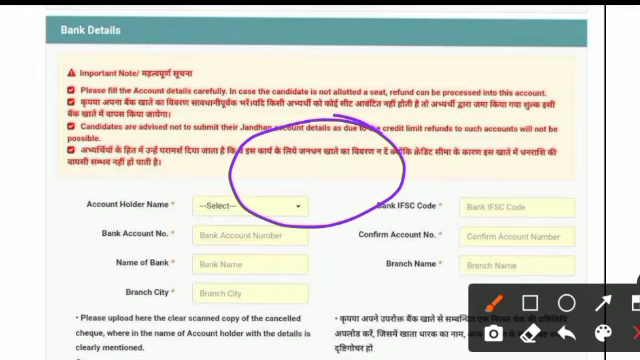 Bank Details
Important Note/ महत्वपूर्ण सूचना
Please fill the Account details carefully. In case the candidate is not allotted a seat, refund can be processed into this account.
कृपया अपना बैंक खाते का विवरण सावधानीपूर्वक भरें।यदि किसी अभ्यर्थी को कोई सीट आवंटित नहीं होती है तो अभ्यर्थी द्वारा जमा किया गया शुल्क इसी
बैंक खाते में वापस किया जायेगा।
Candidates are advised not to submit their Jandhan account details as due to the credit limit refunds to such accounts will not be
possible.
अभ्यर्थियों के हित में उन्हें परामर्श दिया जाता है कि वे इस कार्य के लिये जनधन खाते का विवरण न दें क्योंकि क्रेडिट सीमा के कारण इस खाते में धनराशि की
वापसी सम्भव नहीं हो पाती है।
Account Holder Name * ---Select--- Bank IFSC Code * Bank IFSC Code
Bank Account No. * Bank Account Number Confirm Account No. * Confirm Account Number
Name of Bank * Bank Name Branch Name * Branch Name
Branch City * Branch City
• Please upload here the clear scanned copy of the cancelled
cheque, where in the name of Account holder with the details is
clearly mentioned.
• कृपया अपने उपरोक्त बैंक खाते से सम्बन्धित एक
अपलोड करें, जिसमें खाता धारक का नाम,
दृष्टिगोचर हो